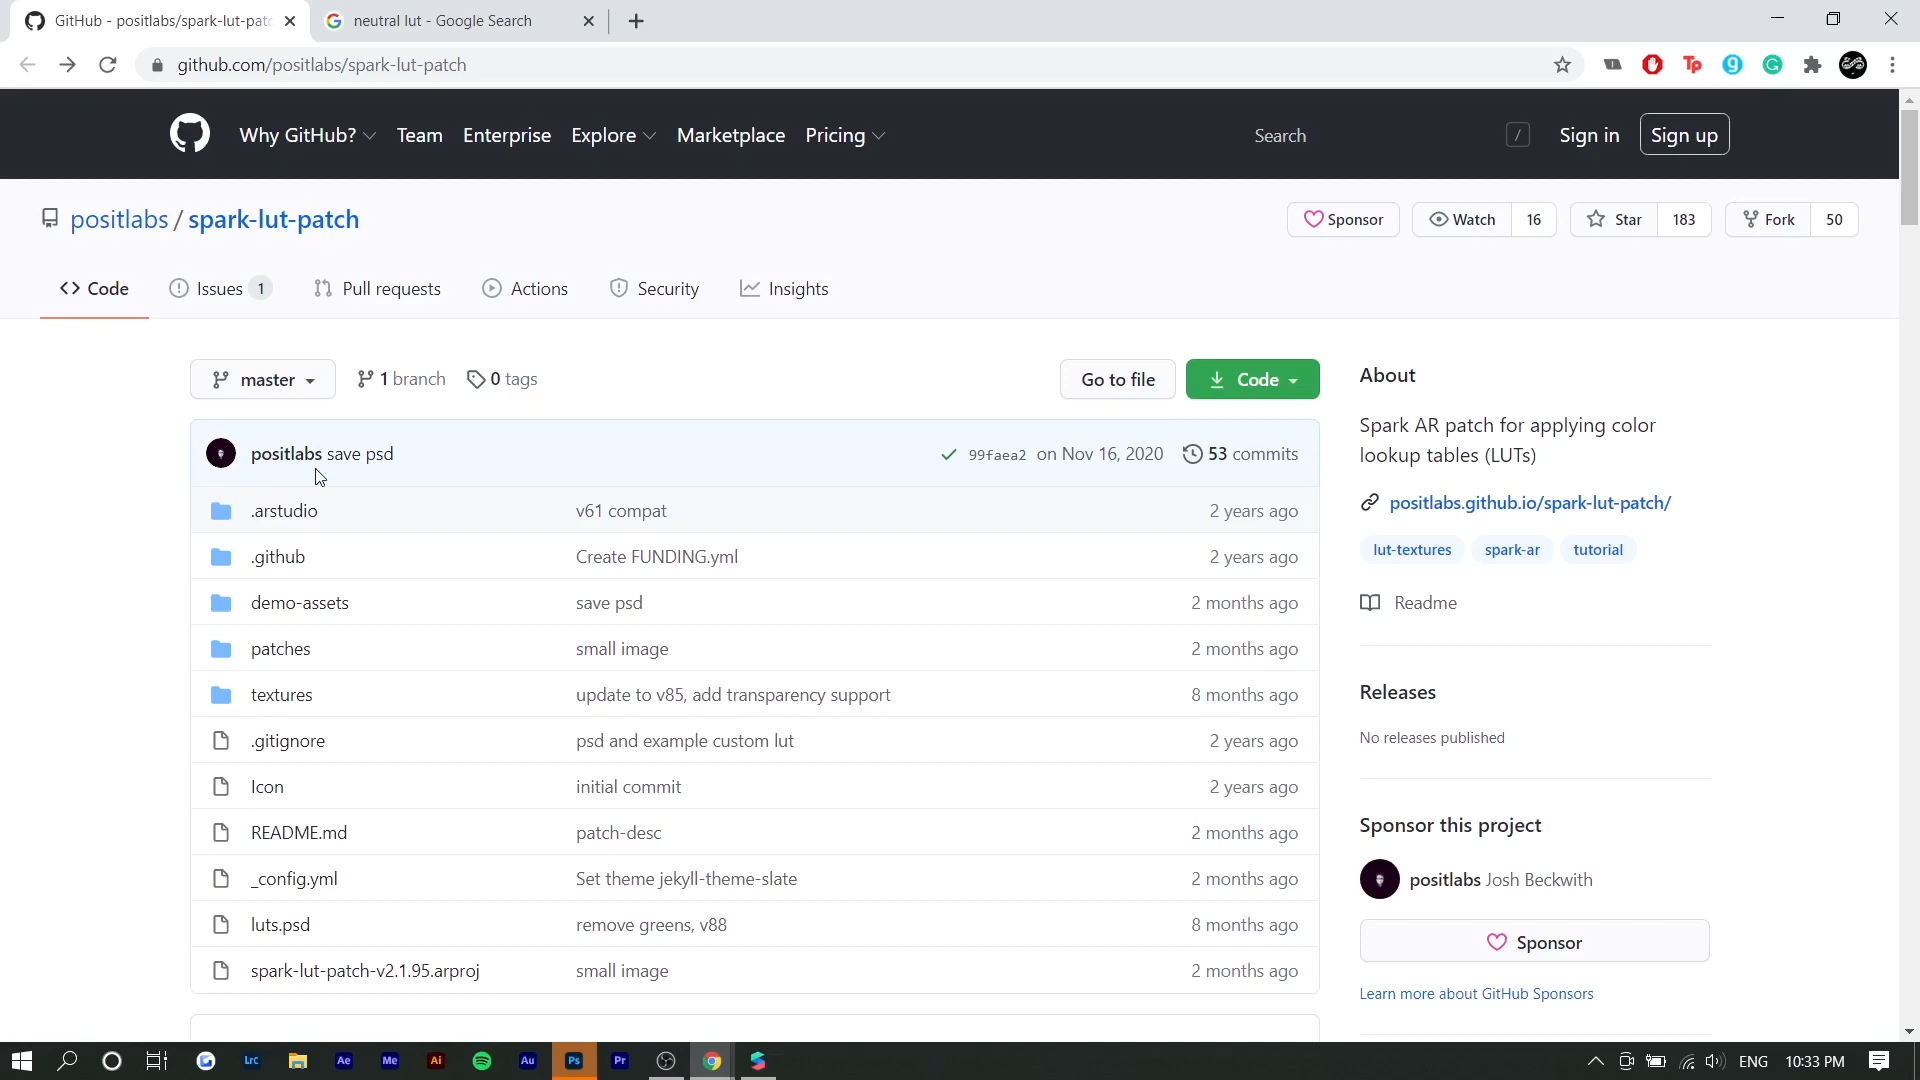 GitHub - positlabs/spark-lut-patc
neutral lut - Google Search
github.com/positlabs/spark-lut-patch
Tp
g
G
Why GitHub? Team Enterprise Explore Marketplace Pricing
Search / Sign in Sign up
positlabs / spark-lut-patch
Sponsor Watch 16 Star 183 Fork 50
<> Code Issues 1 Pull requests Actions Security Insights
master 1 branch 0 tags
Go to file Code
About
Spark AR patch for applying color
lookup tables (LUTs)
positlabs.github.io/spark-lut-patch/
lut-textures spark-ar tutorial
Readme
Releases
No releases published
Sponsor this project
positlabs Josh Beckwith
Sponsor
Learn more about GitHub Sponsors
positlabs save psd 99faea2 on Nov 16, 2020 53 commits
.arstudio v61 compat 2 years ago
.github Create FUNDING.yml 2 years ago
demo-assets save psd 2 months ago
patches small image 2 months ago
textures update to v85, add transparency support 8 months ago
.gitignore psd and example custom lut 2 years ago
Icon initial commit 2 years ago
README.md patch-desc 2 months ago
_config.yml Set theme jekyll-theme-slate 2 months ago
luts.psd remove greens, v88 8 months ago
spark-lut-patch-v2.1.95.arproj small image 2 months ago
Lrc Ae Me Ai Au Ps Pr
ENG 10:33 PM